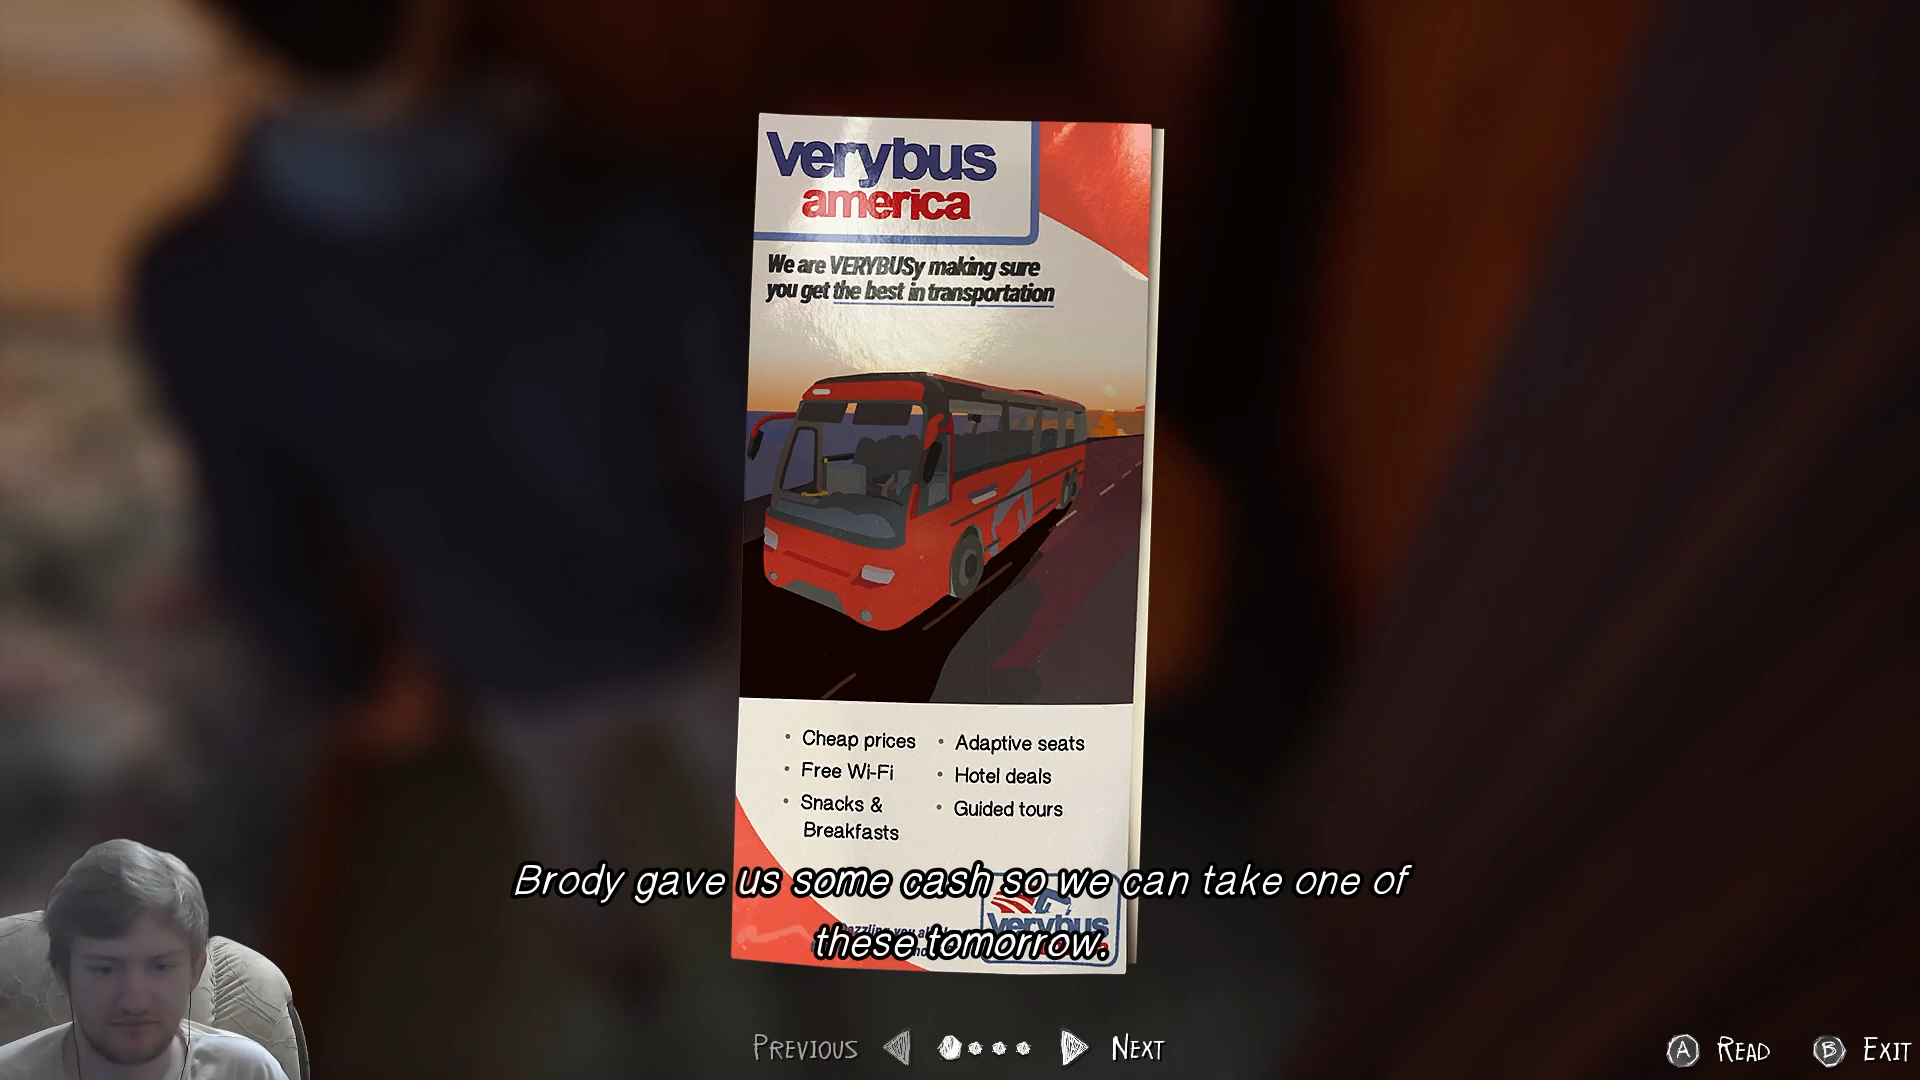 verybus
america
We are VERYBUSy making sure
you get the best in transportation
• Cheap prices
• Free Wi-Fi
• Snacks &
Breakfasts
• Adaptive seats
• Hotel deals
• Guided tours
Brody gave us some cash so we can take one of
these tomorrow.
verybus
PREVIOUS
NEXT
A READ
B EXIT